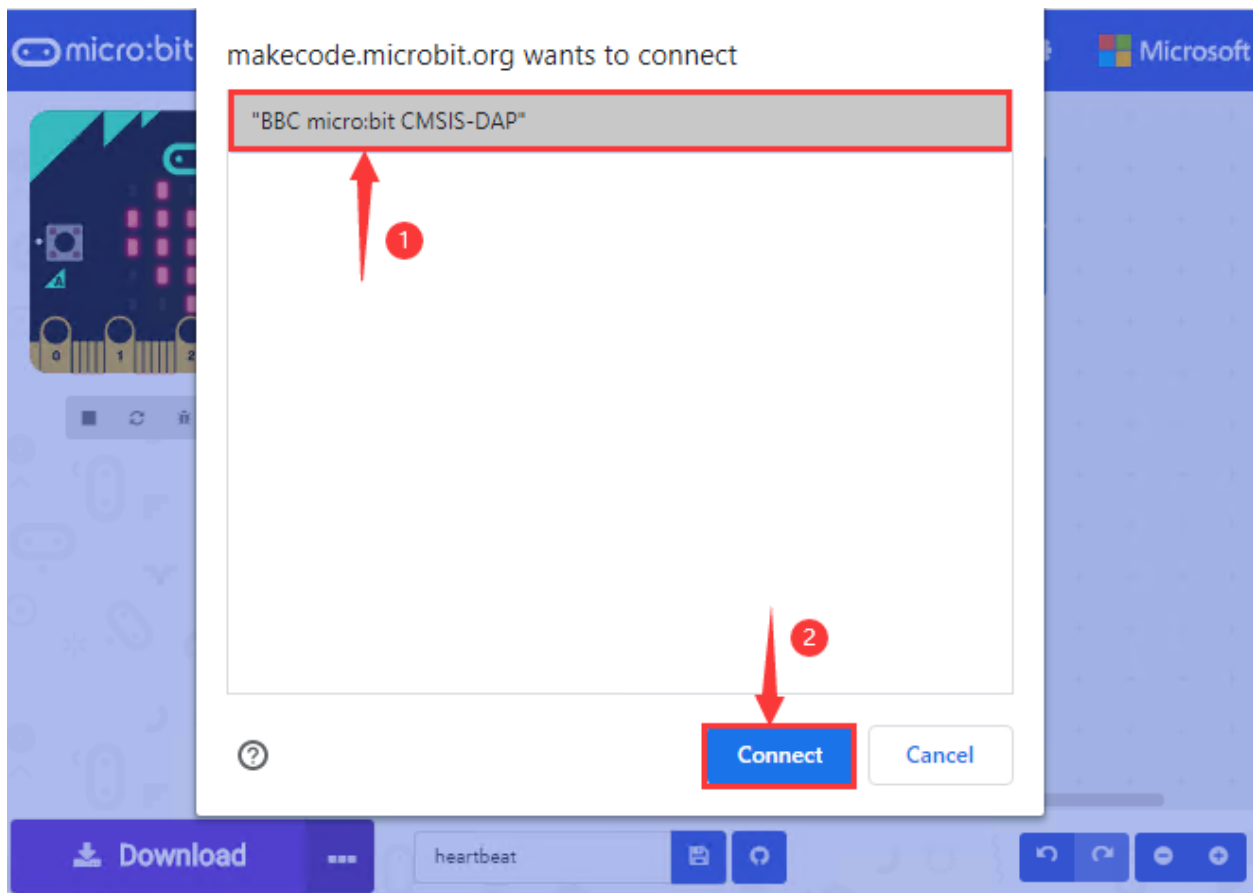 micro:bit
Microsoft
makecode.microbit.org wants to connect
"BBC micro:bit CMSIS-DAP"
1
A
0 1 2
2
Connect Cancel
Download
heartbeat